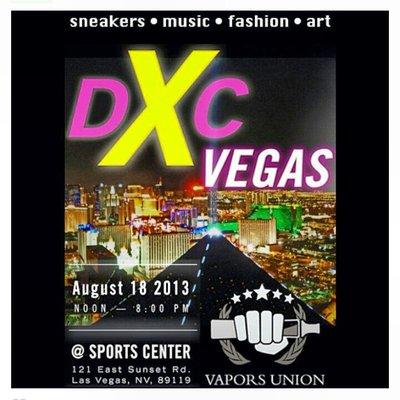 sneakers • music • fashion • art
DXC
VEGAS
August 18 2013
NOON — 8:00 PM
@ SPORTS CENTER
121 East Sunset Rd.
Las Vegas, NV, 89119
VAPORS UNION